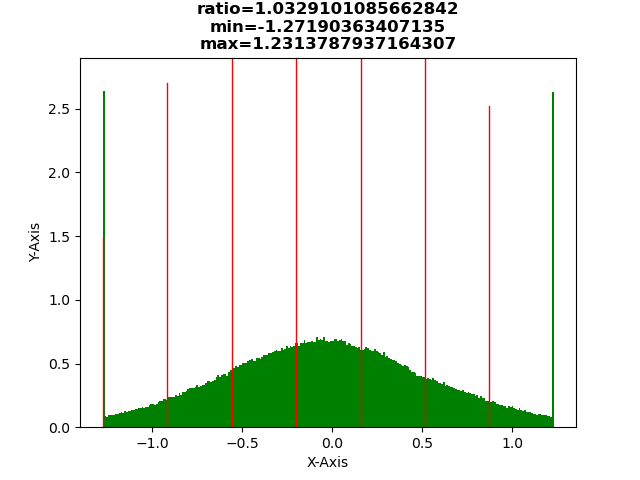 ratio=1.0329101085662842
min=-1.27190363407135
max=1.2313787937164307
2.5
2.0
1.5
1.0
0.5
0.0
Y-Axis
−1.0 −0.5 0.0 0.5 1.0
X-Axis